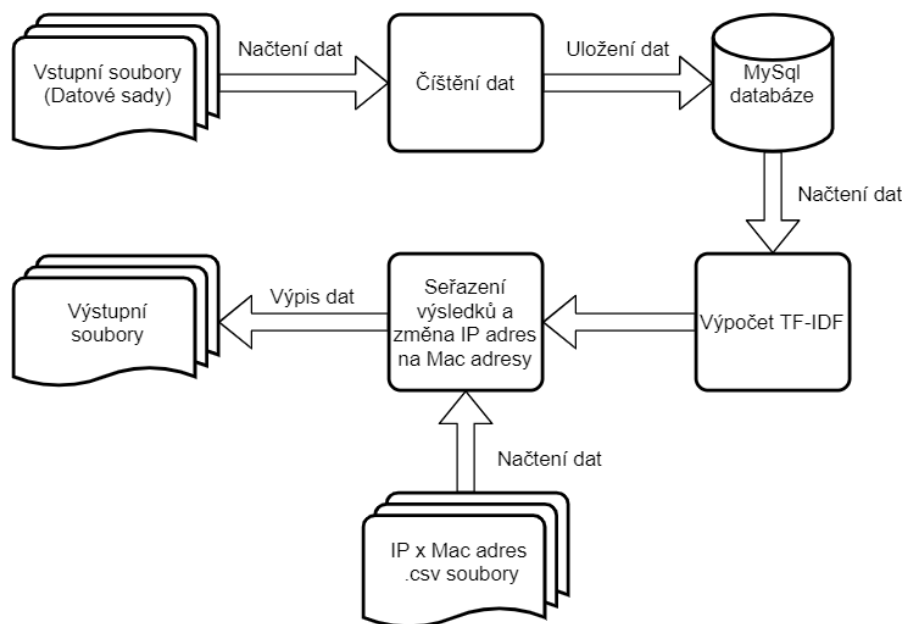 Vstupní soubory
(Datové sady)
Načtení dat
Číštění dat
Uložení dat
MySql
databáze
Načtení dat
Výpočet TF-IDF
Seřazení
výsledků a
změna IP adres
na Mac adresy
Výpis dat
Výstupní
soubory
Načtení dat
IP x Mac adres
.csv soubory